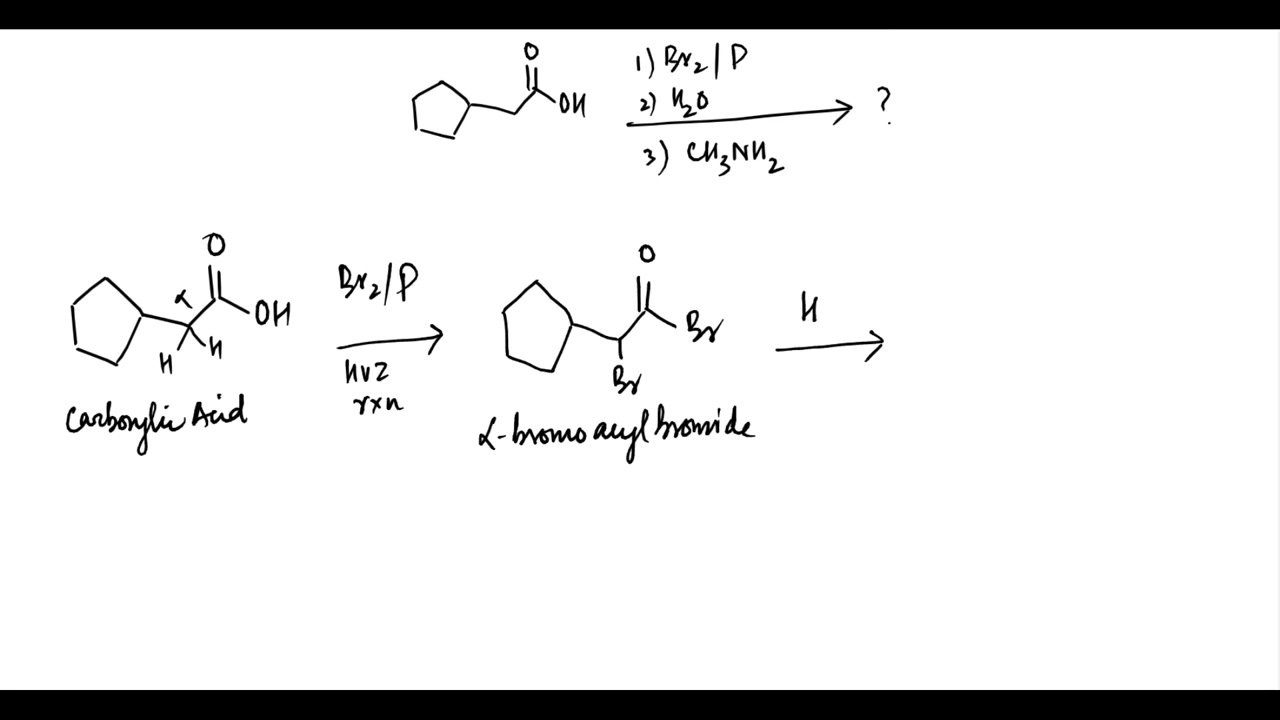 O
OH
1) Br₂/P
2) H₂O
3) CH₃NH₂
?
O
α
OH
H H
Carboxylic Acid
Br₂/P
HVZ
rxn
O
Br
Br
α-bromo acyl bromide
H